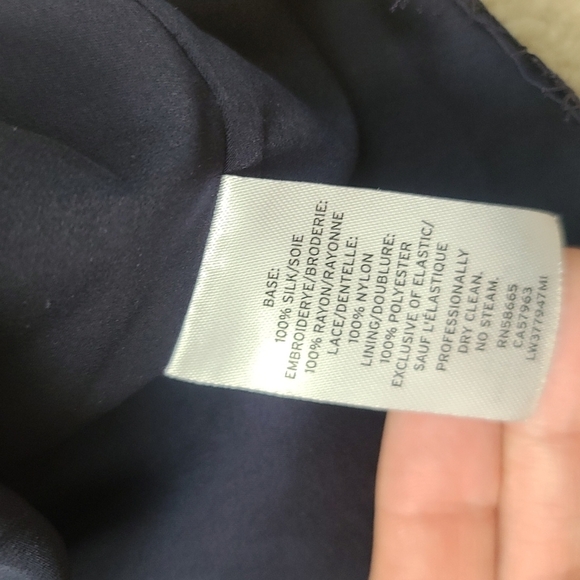 BASE:
100% SILK/SOIE
EMBROIDERYE/BRODERIE:
100% RAYON/RAYONNE
LACE/DENTELLE:
100% NYLON
LINING/DOUBLURE:
100% POLYESTER
EXCLUSIVE OF ELASTIC/
SAUF L'ÉLASTIQUE
PROFESSIONALLY
DRY CLEAN.
NO STEAM.
RN58665
CA57963
LW377947MI